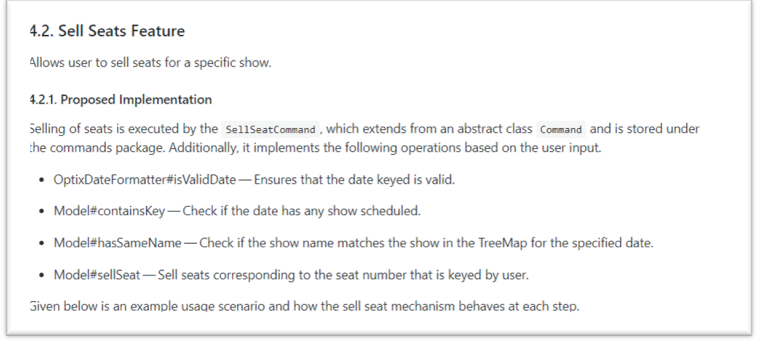 4.2. Sell Seats Feature
Allows user to sell seats for a specific show.
4.2.1. Proposed Implementation
Selling of seats is executed by the SellSeatCommand, which extends from an abstract class Command and is stored under
the commands package. Additionally, it implements the following operations based on the user input.
• OptixDateFormatter#isValidDate — Ensures that the date keyed is valid.
• Model#containsKey — Check if the date has any show scheduled.
• Model#hasSameName — Check if the show name matches the show in the TreeMap for the specified date.
• Model#sellSeat — Sell seats corresponding to the seat number that is keyed by user.
Given below is an example usage scenario and how the sell seat mechanism behaves at each step.